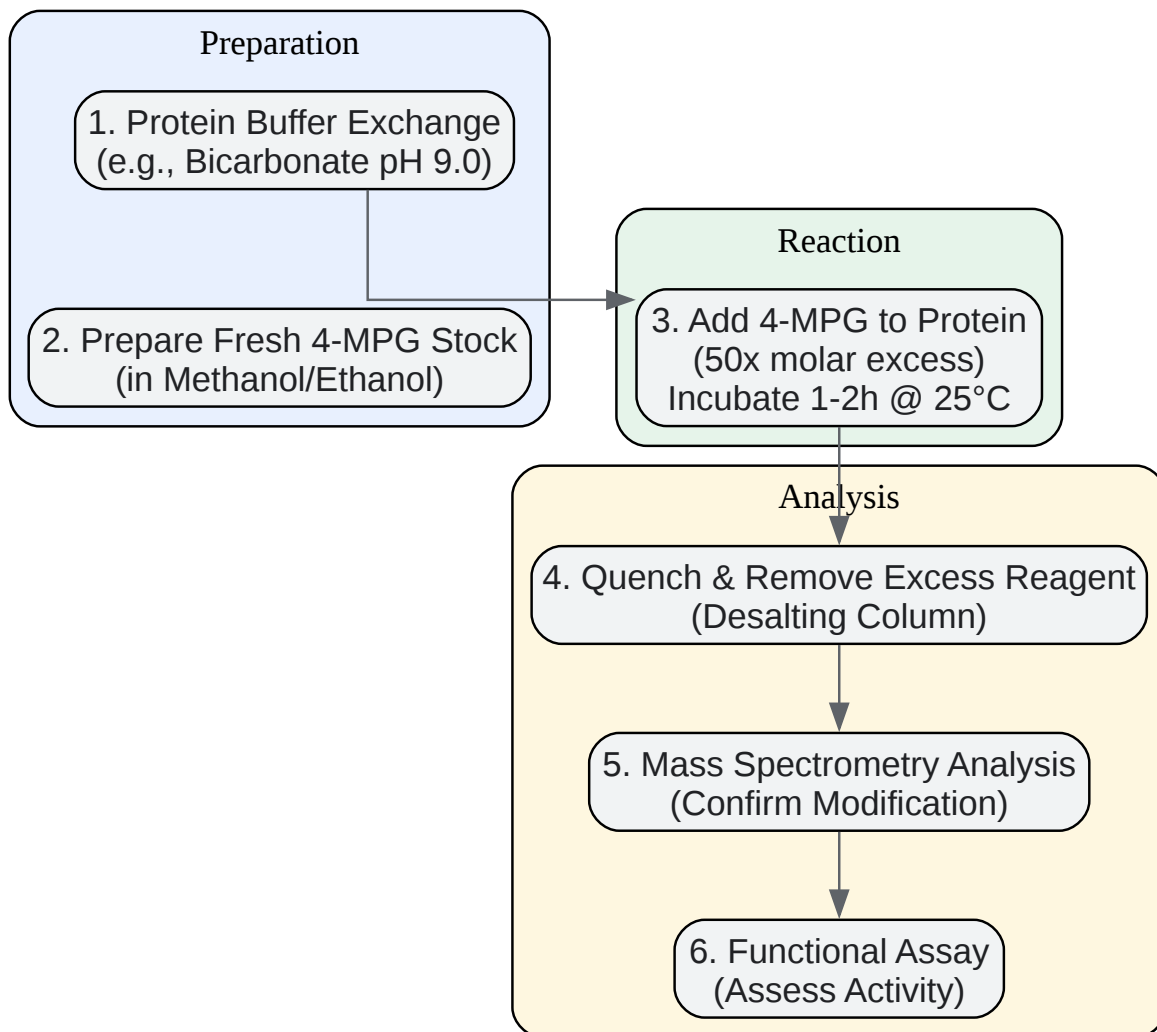 Preparation
1. Protein Buffer Exchange
(e.g., Bicarbonate pH 9.0)
2. Prepare Fresh 4-MPG Stock
(in Methanol/Ethanol)
Reaction
3. Add 4-MPG to Protein
(50x molar excess)
Incubate 1-2h @ 25°C
Analysis
4. Quench & Remove Excess Reagent
(Desalting Column)
5. Mass Spectrometry Analysis
(Confirm Modification)
6. Functional Assay
(Assess Activity)